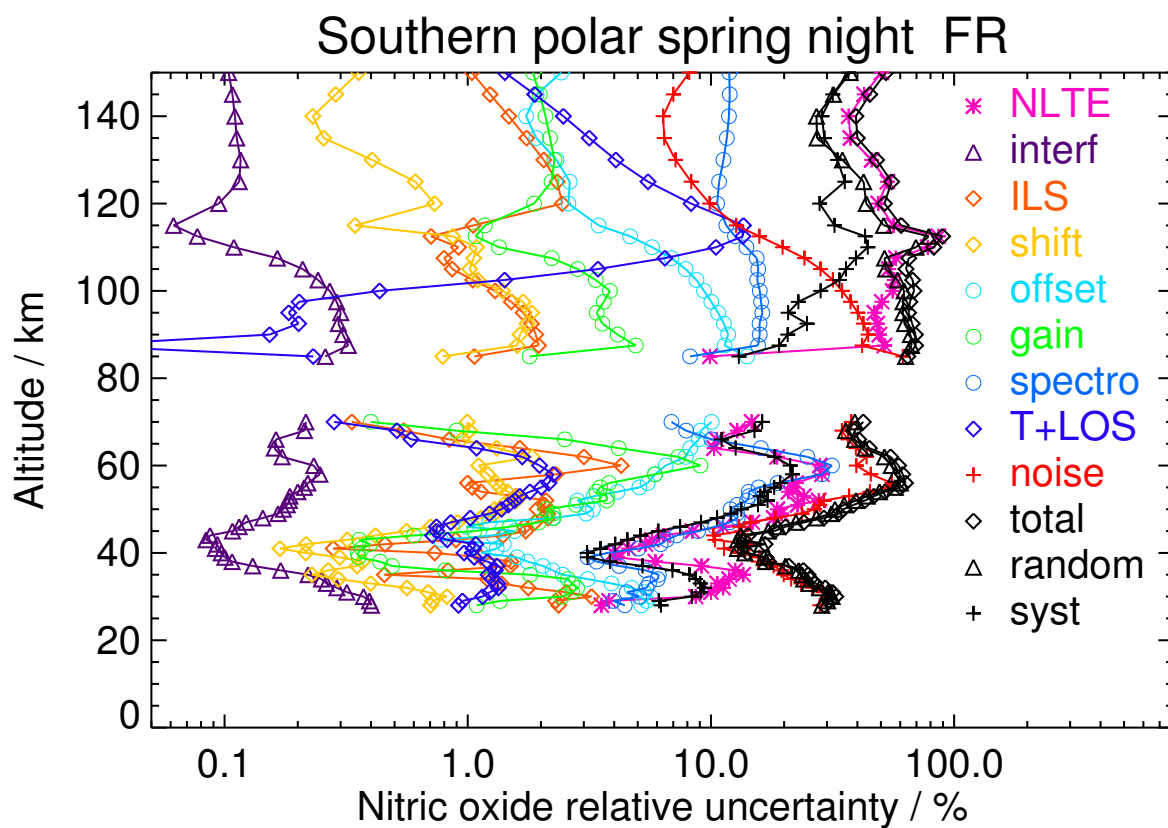 Southern polar spring night FR
Altitude / km
140
120
100
80
60
40
20
0
NLTE
interf
ILS
shift
offset
gain
spectro
T+LOS
noise
total
random
syst
0.1 1.0 10.0 100.0
Nitric oxide relative uncertainty / %